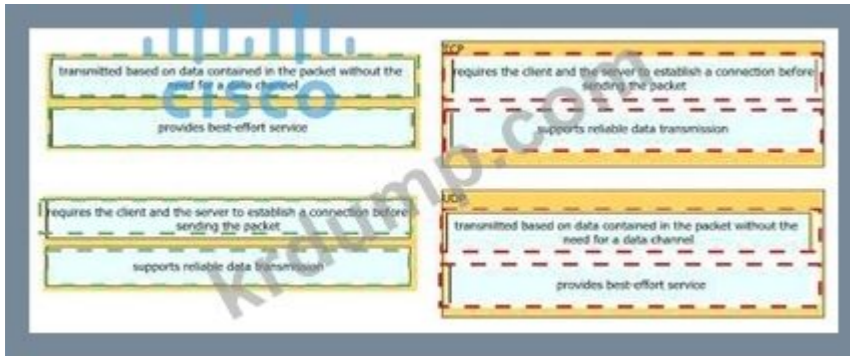 transmitted based on data contained in the packet without the
need for a data channel
provides best-effort service
requires the client and the server to establish a connection before
sending the packet
supports reliable data transmission
TCP
requires the client and the server to establish a connection before
sending the packet
supports reliable data transmission
UDP
transmitted based on data contained in the packet without the
need for a data channel
provides best-effort service
CISCO
krdump.com